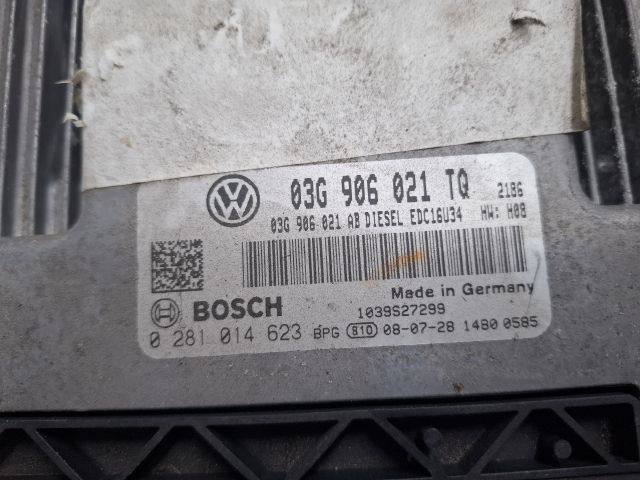 03G 906 021 TQ 2186
03G 906 021 AB DIESEL EDC16U34 HW: H08
Made in Germany
BOSCH 1039S27299
0 281 014 623 BPG 810 08-07-28 1480 0585